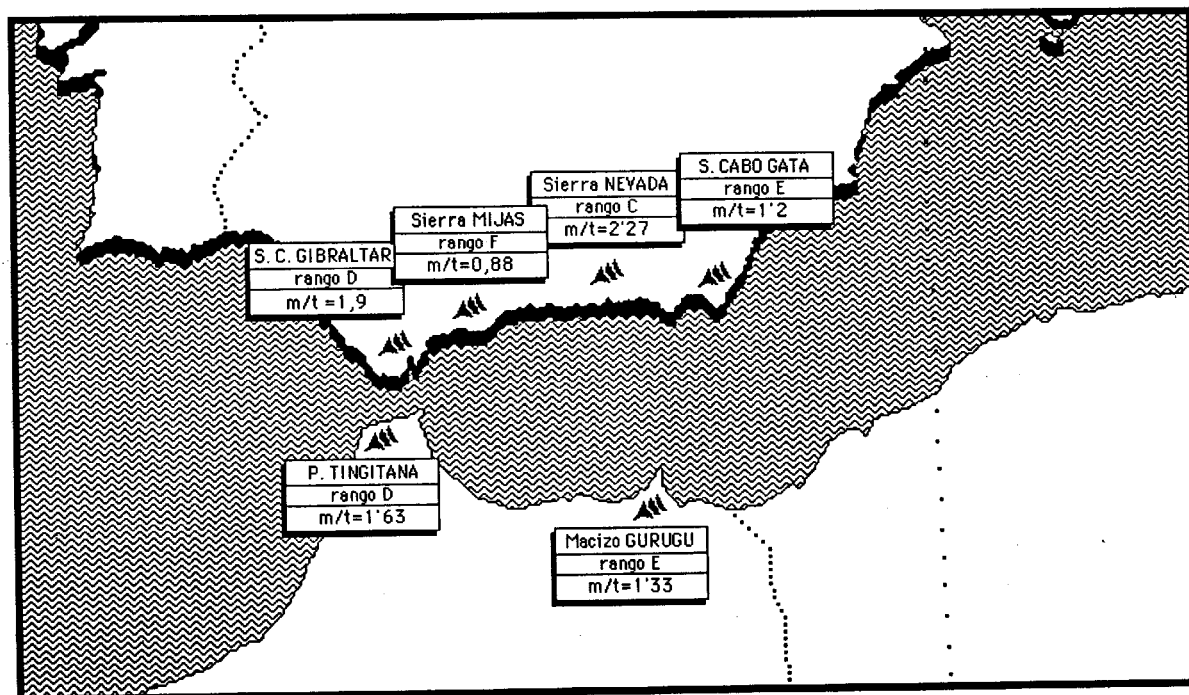 S. CABO GATA
rango E
m/t=1'2
Sierra NEVADA
rango C
m/t=2'27
Sierra MIJAS
rango F
m/t=0,88
S. C. GIBRALTAR
rango D
m/t =1,9
P. TINGITANA
rango D
m/t=1'63
Macizo GURUGU
rango E
m/t=1'33